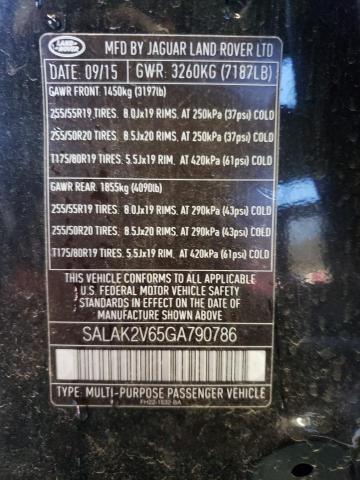 LAND ROVER
MFD BY JAGUAR LAND ROVER LTD
DATE: 09/15 GWR: 3260KG (7187LB)
GAWR FRONT: 1450kg (3197lb)
255/55R19 TIRES. 8.0Jx19 RIMS. AT 250kPA (37psi) COLD
255/50R20 TIRES. 8.5Jx20 RIMS. AT 250kPA (37psi) COLD
T175/80R19 TIRES. 5.5Jx19 RIM. AT 420kPA (61psi) COLD
GAWR REAR. 1855kg (4090lb)
255/55R19 TIRES. 8.0Jx19 RIMS. AT 290kPA (43psi) COLD
255/50R20 TIRES. 8.5Jx20 RIMS. AT 290kPA (43psi) COLD
T175/80R19 TIRES. 5.5Jx19 RIM. AT 420kPA (61psi) COLD
THIS VEHICLE CONFORMS TO ALL APPLICABLE
U.S. FEDERAL MOTOR VEHICLE SAFETY
STANDARDS IN EFFECT ON THE DATE OF
MANUFACTURE SHOWN ABOVE
SALAK2V65GA790786
TYPE: MULTI-PURPOSE PASSENGER VEHICLE
FH22-1532-BA